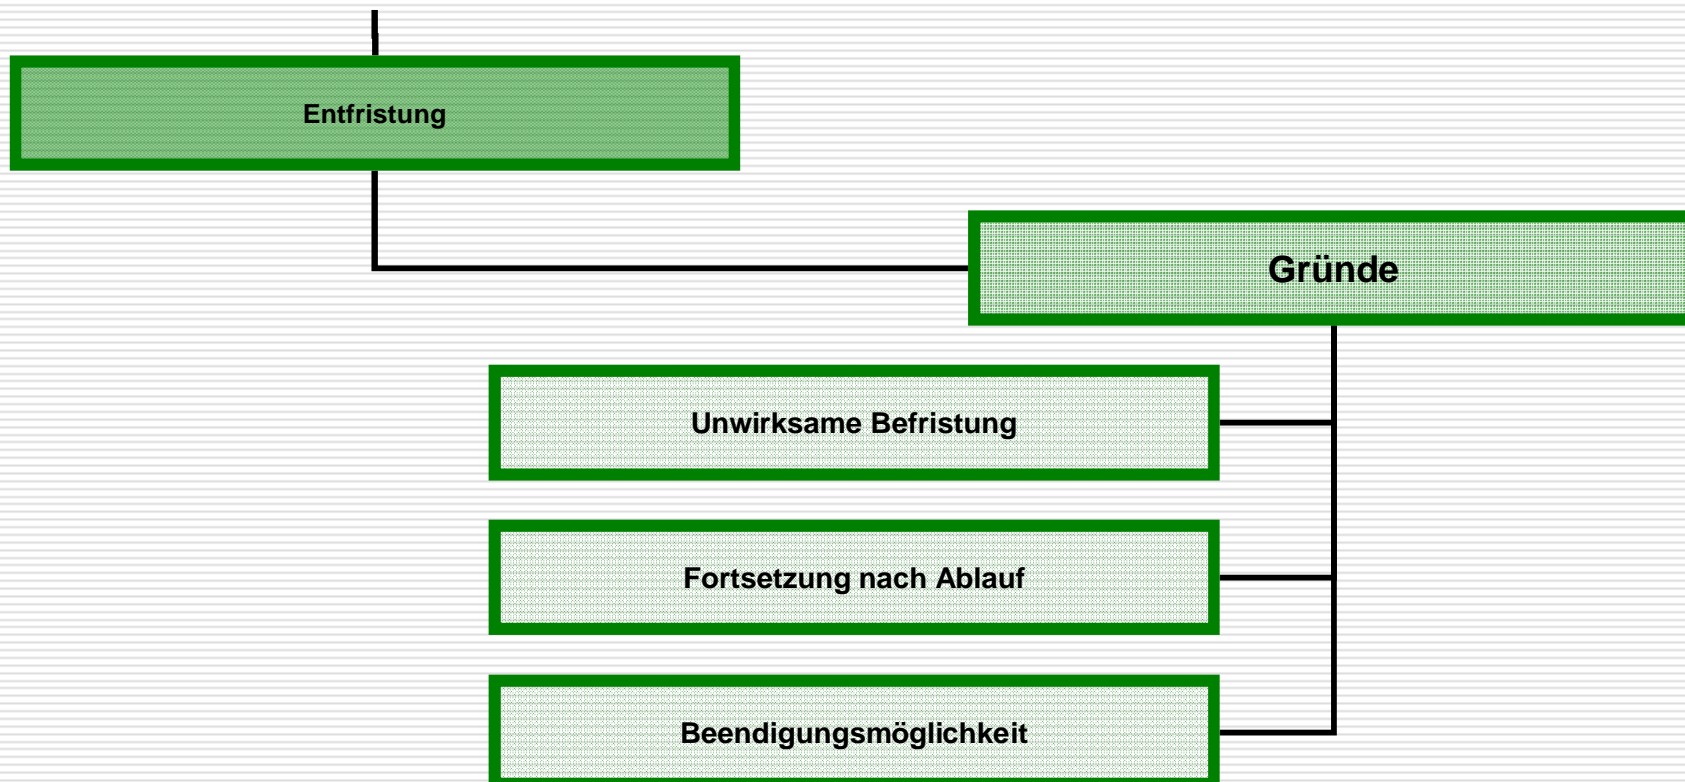 Entfristung
Gründe
Unwirksame Befristung
Fortsetzung nach Ablauf
Beendigungsmöglichkeit